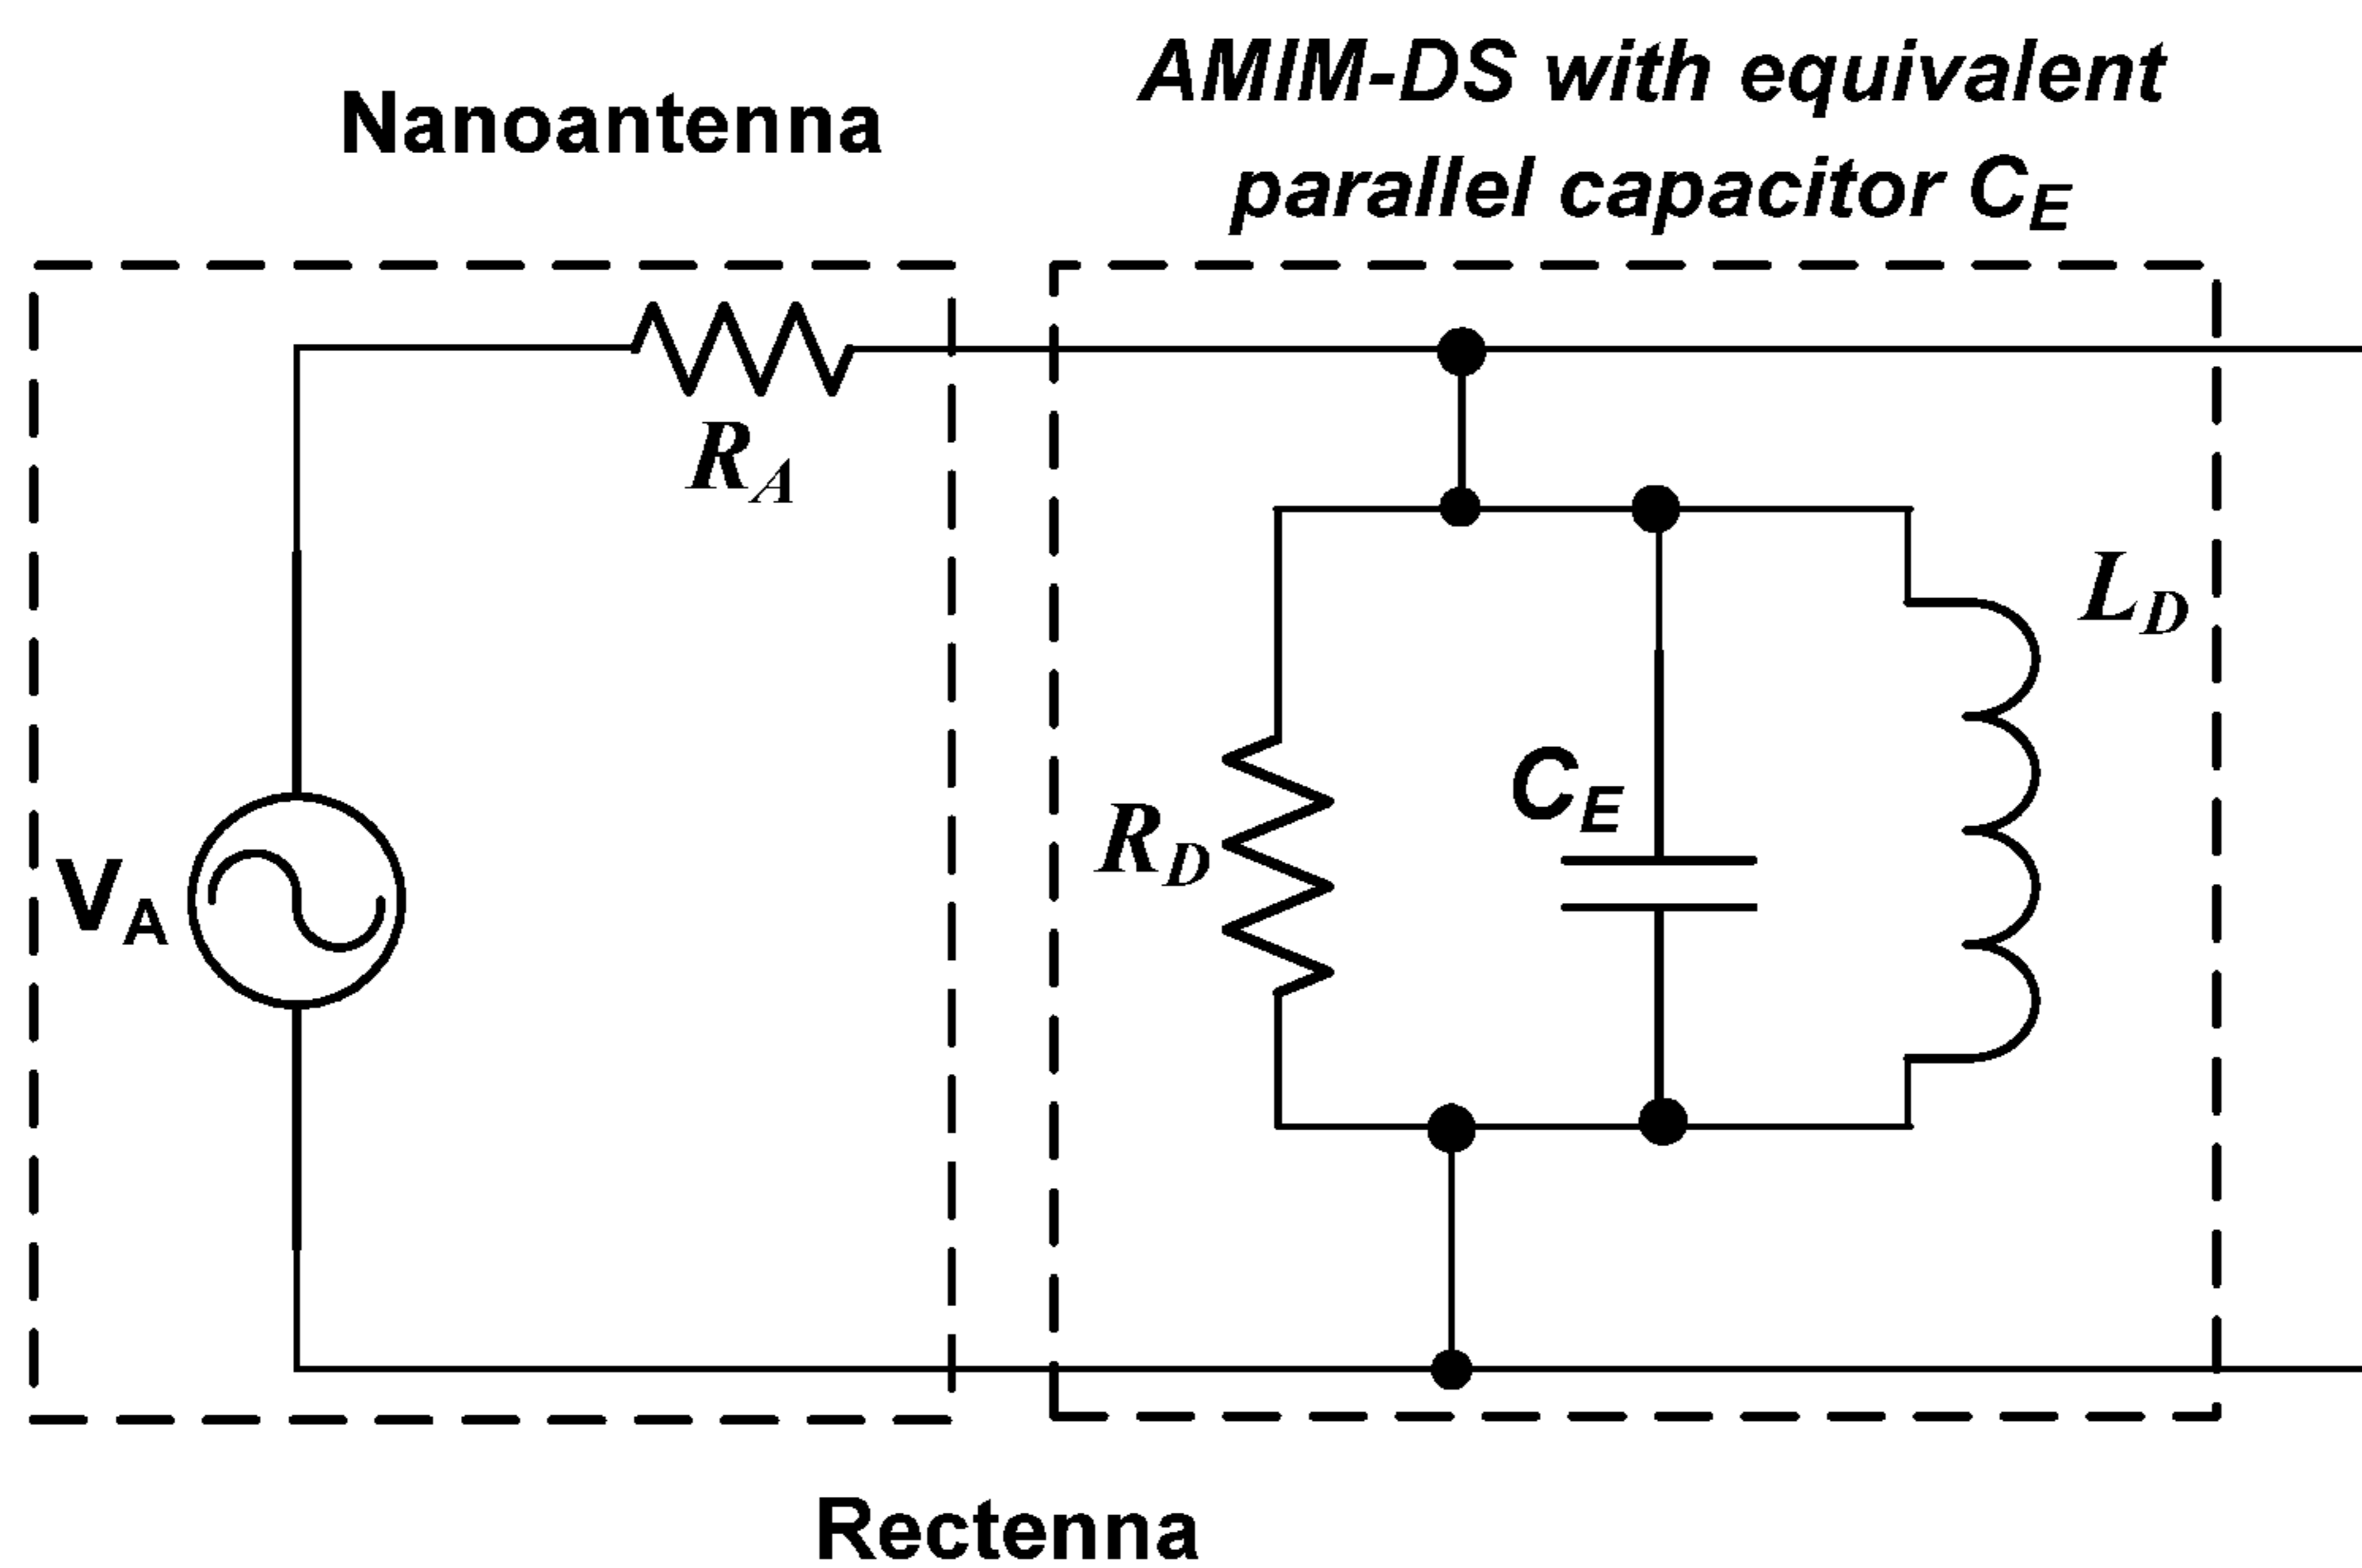 Nanoantenna
AMIM-DS with equivalent
parallel capacitor CE
RA
LD
VA
RD
CE
Rectenna